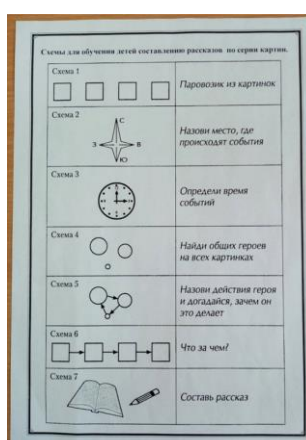 Схемы для обучения детей составлению рассказов по серии картин.
Схема 1
Паровозик из картинок
Схема 2
С
З
В
Ю
Назови место, где
происходят события
Схема 3
Определи время
событий
Схема 4
Найди общих героев
на всех картинках
Схема 5
Назови действия героя
и догадайся, зачем он
это делает
Схема 6
Что за чем?
Схема 7
Составь рассказ